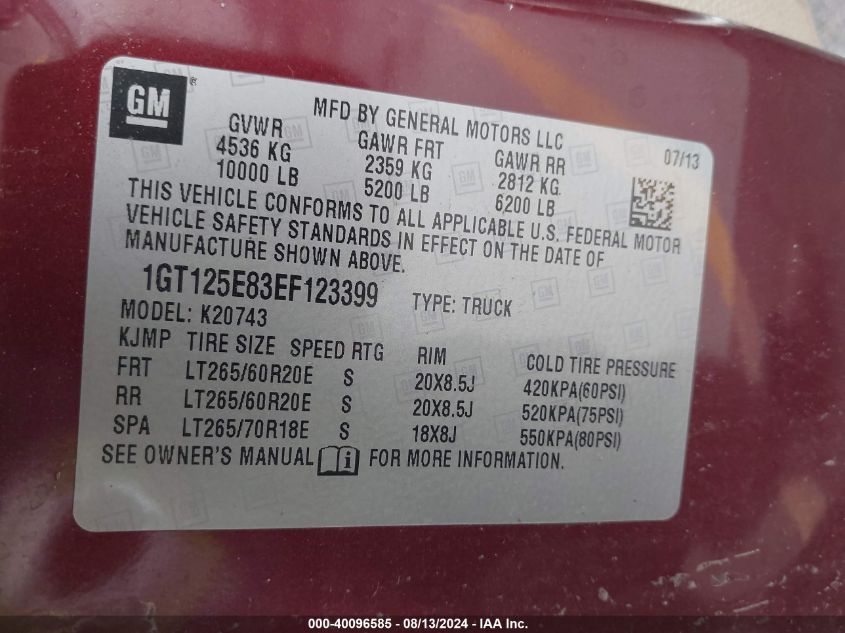 GM
MFD BY GENERAL MOTORS LLC
07/13
GVWR GAWR FRT GAWR RR
4536 KG 2359 KG 2812 KG.
10000 LB 5200 LB 6200 LB
THIS VEHICLE CONFORMS TO ALL APPLICABLE U.S. FEDERAL MOTOR
VEHICLE SAFETY STANDARDS IN EFFECT ON THE DATE OF
MANUFACTURE SHOWN ABOVE.
1GT125E83EF123399 TYPE: TRUCK
MODEL: K20743
KJMP TIRE SIZE SPEED RTG RIM COLD TIRE PRESSURE
FRT LT265/60R20E S 20X8.5J 420KPA(60PSI)
RR LT265/60R20E S 20X8.5J 520KPA(75PSI)
SPA LT265/70R18E S 18X8J 550KPA(80PSI)
SEE OWNER'S MANUAL FOR MORE INFORMATION.
000-40096585 - 08/13/2024 - IAA Inc.